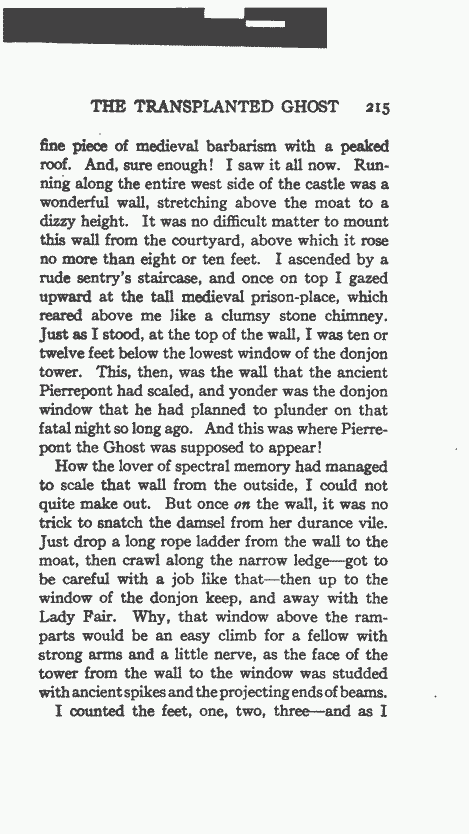 THE TRANSPLANTED GHOST 215
fine piece of medieval barbarism with a peaked
roof. And, sure enough! I saw it all now. Run-
ning along the entire west side of the castle was a
wonderful wall, stretching above the moat to a
dizzy height. It was no difficult matter to mount
this wall from the courtyard, above which it rose
no more than eight or ten feet. I ascended by a
rude sentry's staircase, and once on top I gazed
upward at the tall medieval prison-place, which
reared above me like a clumsy stone chimney.
Just as I stood, at the top of the wall, I was ten or
twelve feet below the lowest window of the donjon
tower. This, then, was the wall that the ancient
Pierrepont had scaled, and yonder was the donjon
window that he had planned to plunder on that
fatal night so long ago. And this was where Pierre-
pont the Ghost was supposed to appear!
How the lover of spectral memory had managed
to scale that wall from the outside, I could not
quite make out. But once on the wall, it was no
trick to snatch the damsel from her durance vile.
Just drop a long rope ladder from the wall to the
moat, then crawl along the narrow ledge—got to
be careful with a job like that—then up to the
window of the donjon keep, and away with the
Lady Fair. Why, that window above the ram-
parts would be an easy climb for a fellow with
strong arms and a little nerve, as the face of the
tower from the wall to the window was studded
with ancient spikes and the projecting ends of beams.
I counted the feet, one, two, three—and as I